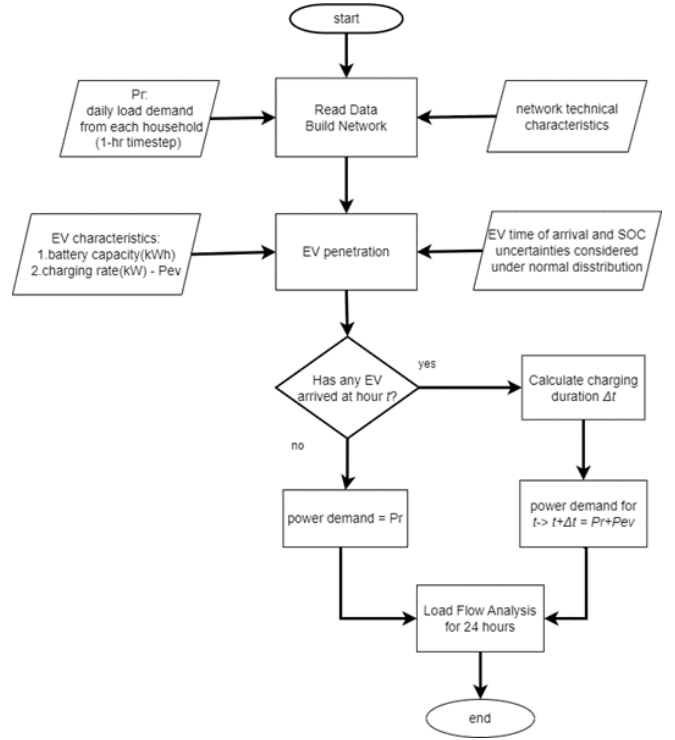 start
Pr:
daily load demand
from each household
(1-hr timestep)
Read Data
Build Network
network technical
characteristics
EV characteristics:
1.battery capacity(kWh)
2.charging rate(kW) - Pev
EV penetration
EV time of arrival and SOC
uncertainties considered
under normal disstribution
Has any EV
arrived at hour t?
yes
Calculate charging
duration Δt
no
power demand = Pr
power demand for
t-> t+Δt = Pr+Pev
Load Flow Analysis
for 24 hours
end